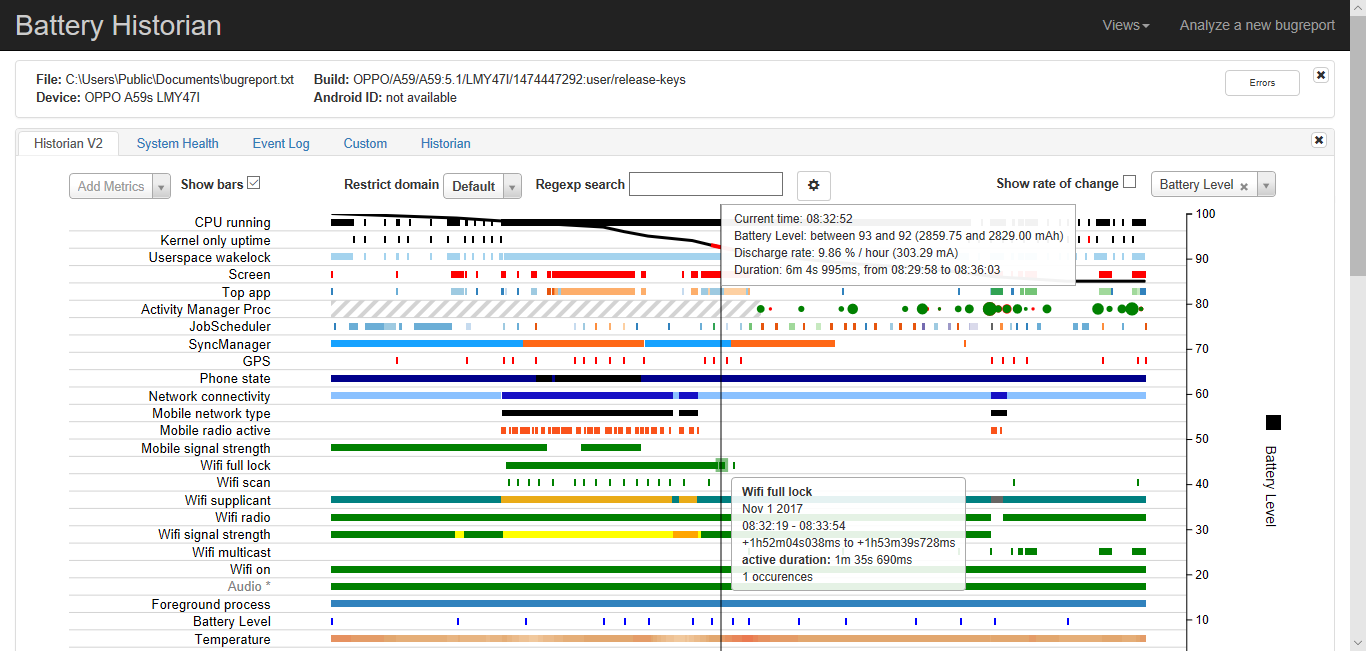 Battery Historian
Views
Analyze a new bugreport
File: C:\Users\Public\Documents\bugreport.txt
Build: OPPO/A59/A59:5.1/LMY47I/1474447292:user/release-keys
Device: OPPO A59s LMY47I
Android ID: not available
Errors
Historian V2
System Health
Event Log
Custom
Historian
Add Metrics
Show bars
Restrict domain
Default
Regexp search
Show rate of change
Battery Level
CPU running
Kernel only uptime
Userspace wakelock
Screen
Top app
Activity Manager Proc
JobScheduler
SyncManager
GPS
Phone state
Network connectivity
Mobile network type
Mobile radio active
Mobile signal strength
Wifi full lock
Wifi scan
Wifi supplicant
Wifi radio
Wifi signal strength
Wifi multicast
Wifi on
Audio *
Foreground process
Battery Level
Temperature
Current time: 08:32:52
Battery Level: between 93 and 92 (2859.75 and 2829.00 mAh)
Discharge rate: 9.86 % / hour (303.29 mA)
Duration: 6m 4s 995ms, from 08:29:58 to 08:36:03
Wifi full lock
Nov 1 2017
08:32:19 - 08:33:54
+1h52m04s038ms to +1h53m39s728ms
active duration: 1m 35s 690ms
1 occurences
100
90
80
70
60
50
40
30
20
10
Battery Level